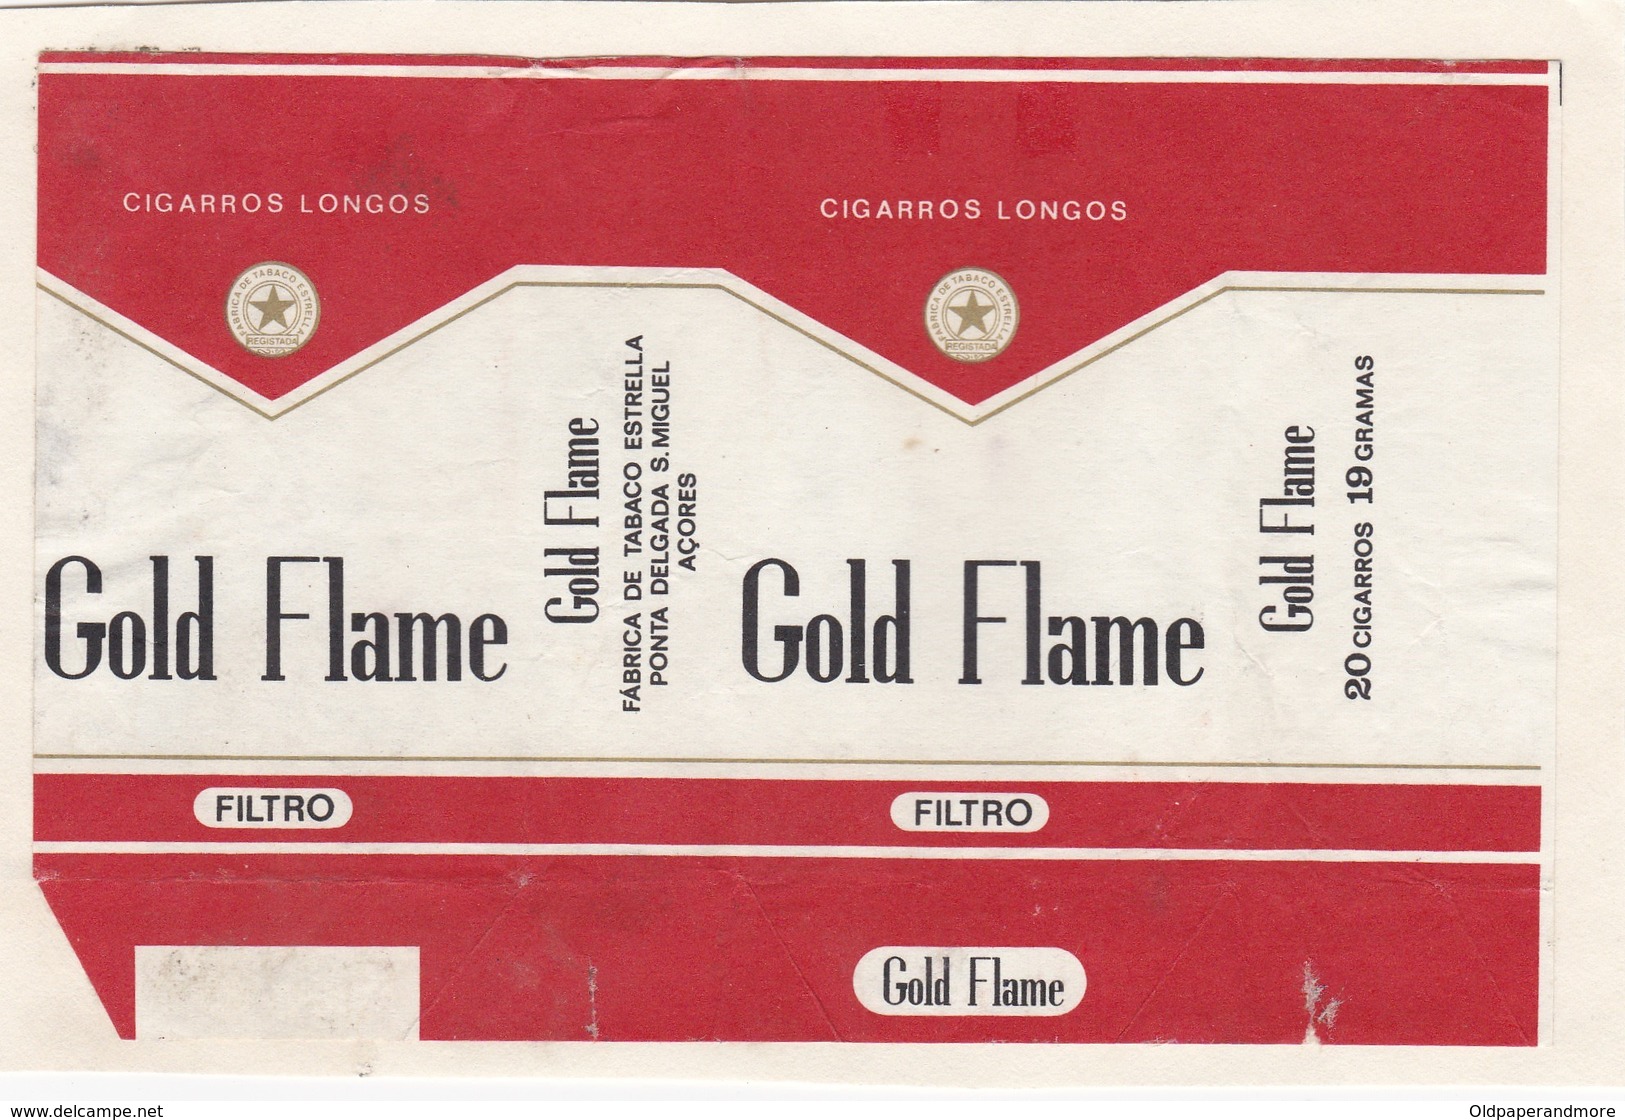 CIGARROS LONGOS
FABRICA DE TABACO ESTRELLA
REGISTADA
Gold Flame
FILTRO
Gold Flame
FÁBRICA DE TABACO ESTRELLA
PONTA DELGADA S. MIGUEL
AÇORES
CIGARROS LONGOS
FABRICA DE TABACO ESTRELLA
REGISTADA
Gold Flame
FILTRO
Gold Flame
Gold Flame
20 CIGARROS 19 GRAMAS
www.delcampe.net
Oldpaperandmore